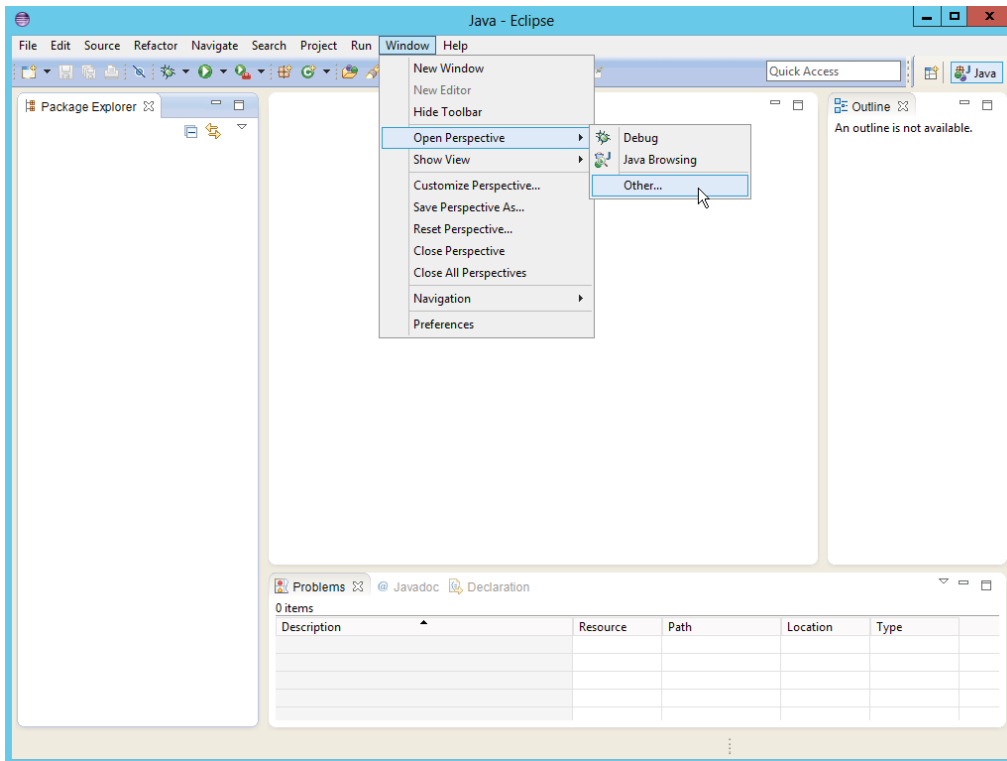 Java - Eclipse
File Edit Source Refactor Navigate Search Project Run Window Help
Quick Access
Java
New Window
New Editor
Hide Toolbar
Open Perspective
Show View
Customize Perspective...
Save Perspective As...
Reset Perspective...
Close Perspective
Close All Perspectives
Navigation
Preferences
Debug
Java Browsing
Other...
Package Explorer
Outline
An outline is not available.
Problems @ Javadoc Declaration
0 items
Description Resource Path Location Type